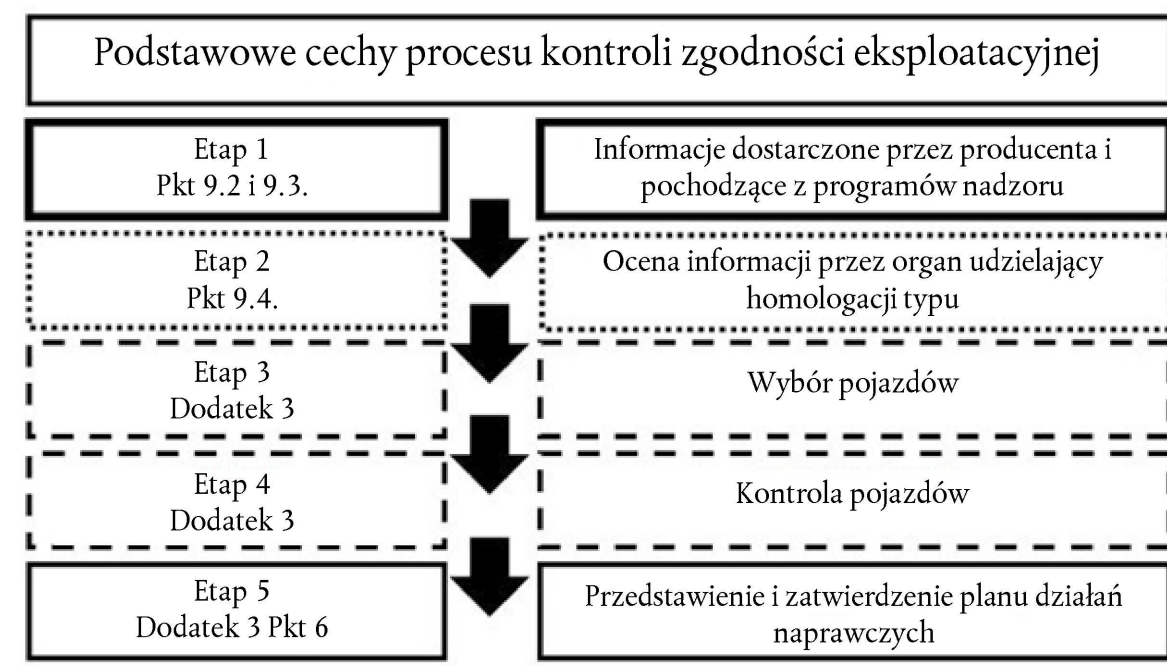 Podstawowe cechy procesu kontroli zgodności eksploatacyjnej
Etap 1
Pkt 9.2 i 9.3.
Informacje dostarczone przez producenta i
pochodzące z programów nadzoru
Etap 2
Pkt 9.4.
Ocena informacji przez organ udzielający
homologacji typu
Etap 3
Dodatek 3
Wybór pojazdów
Etap 4
Dodatek 3
Kontrola pojazdów
Etap 5
Dodatek 3 Pkt 6
Przedstawienie i zatwierdzenie planu działań
naprawczych